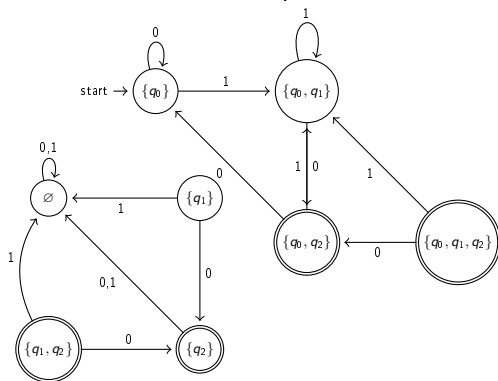 0
1
start
{q₀}
1
{q₀, q₁}
0,1
∅
1
{q₁}
0
1
0
1
0
0,1
{q₀, q₂}
0
{q₀, q₁, q₂}
1
{q₁, q₂}
0
{q₂}